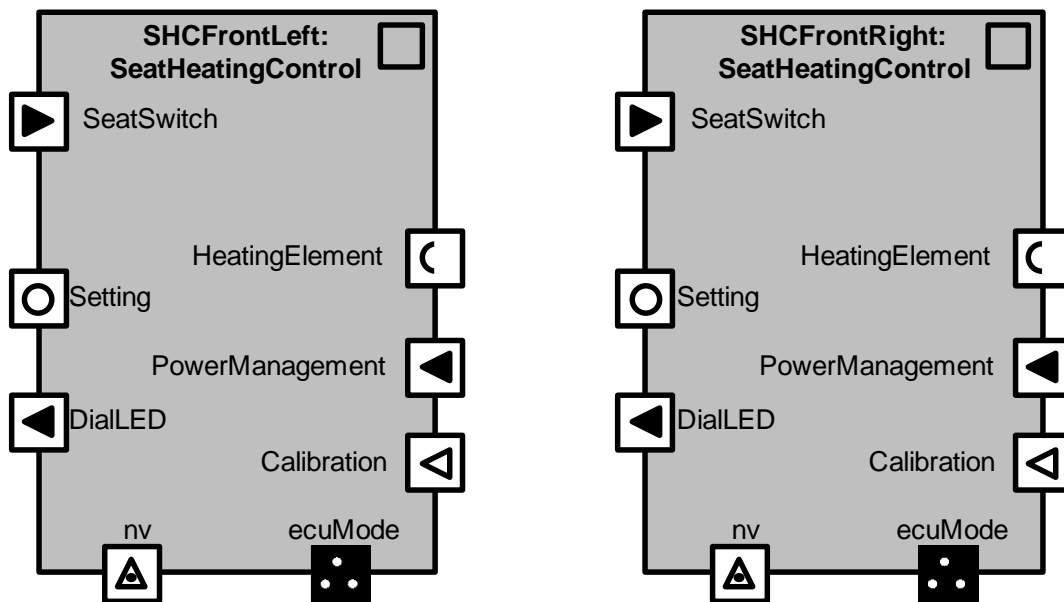 SHCFrontLeft:
SeatHeatingControl
SeatSwitch
HeatingElement
Setting
PowerManagement
DialLED
Calibration
nv
ecuMode
SHCFrontRight:
SeatHeatingControl
SeatSwitch
HeatingElement
Setting
PowerManagement
DialLED
Calibration
nv
ecuMode